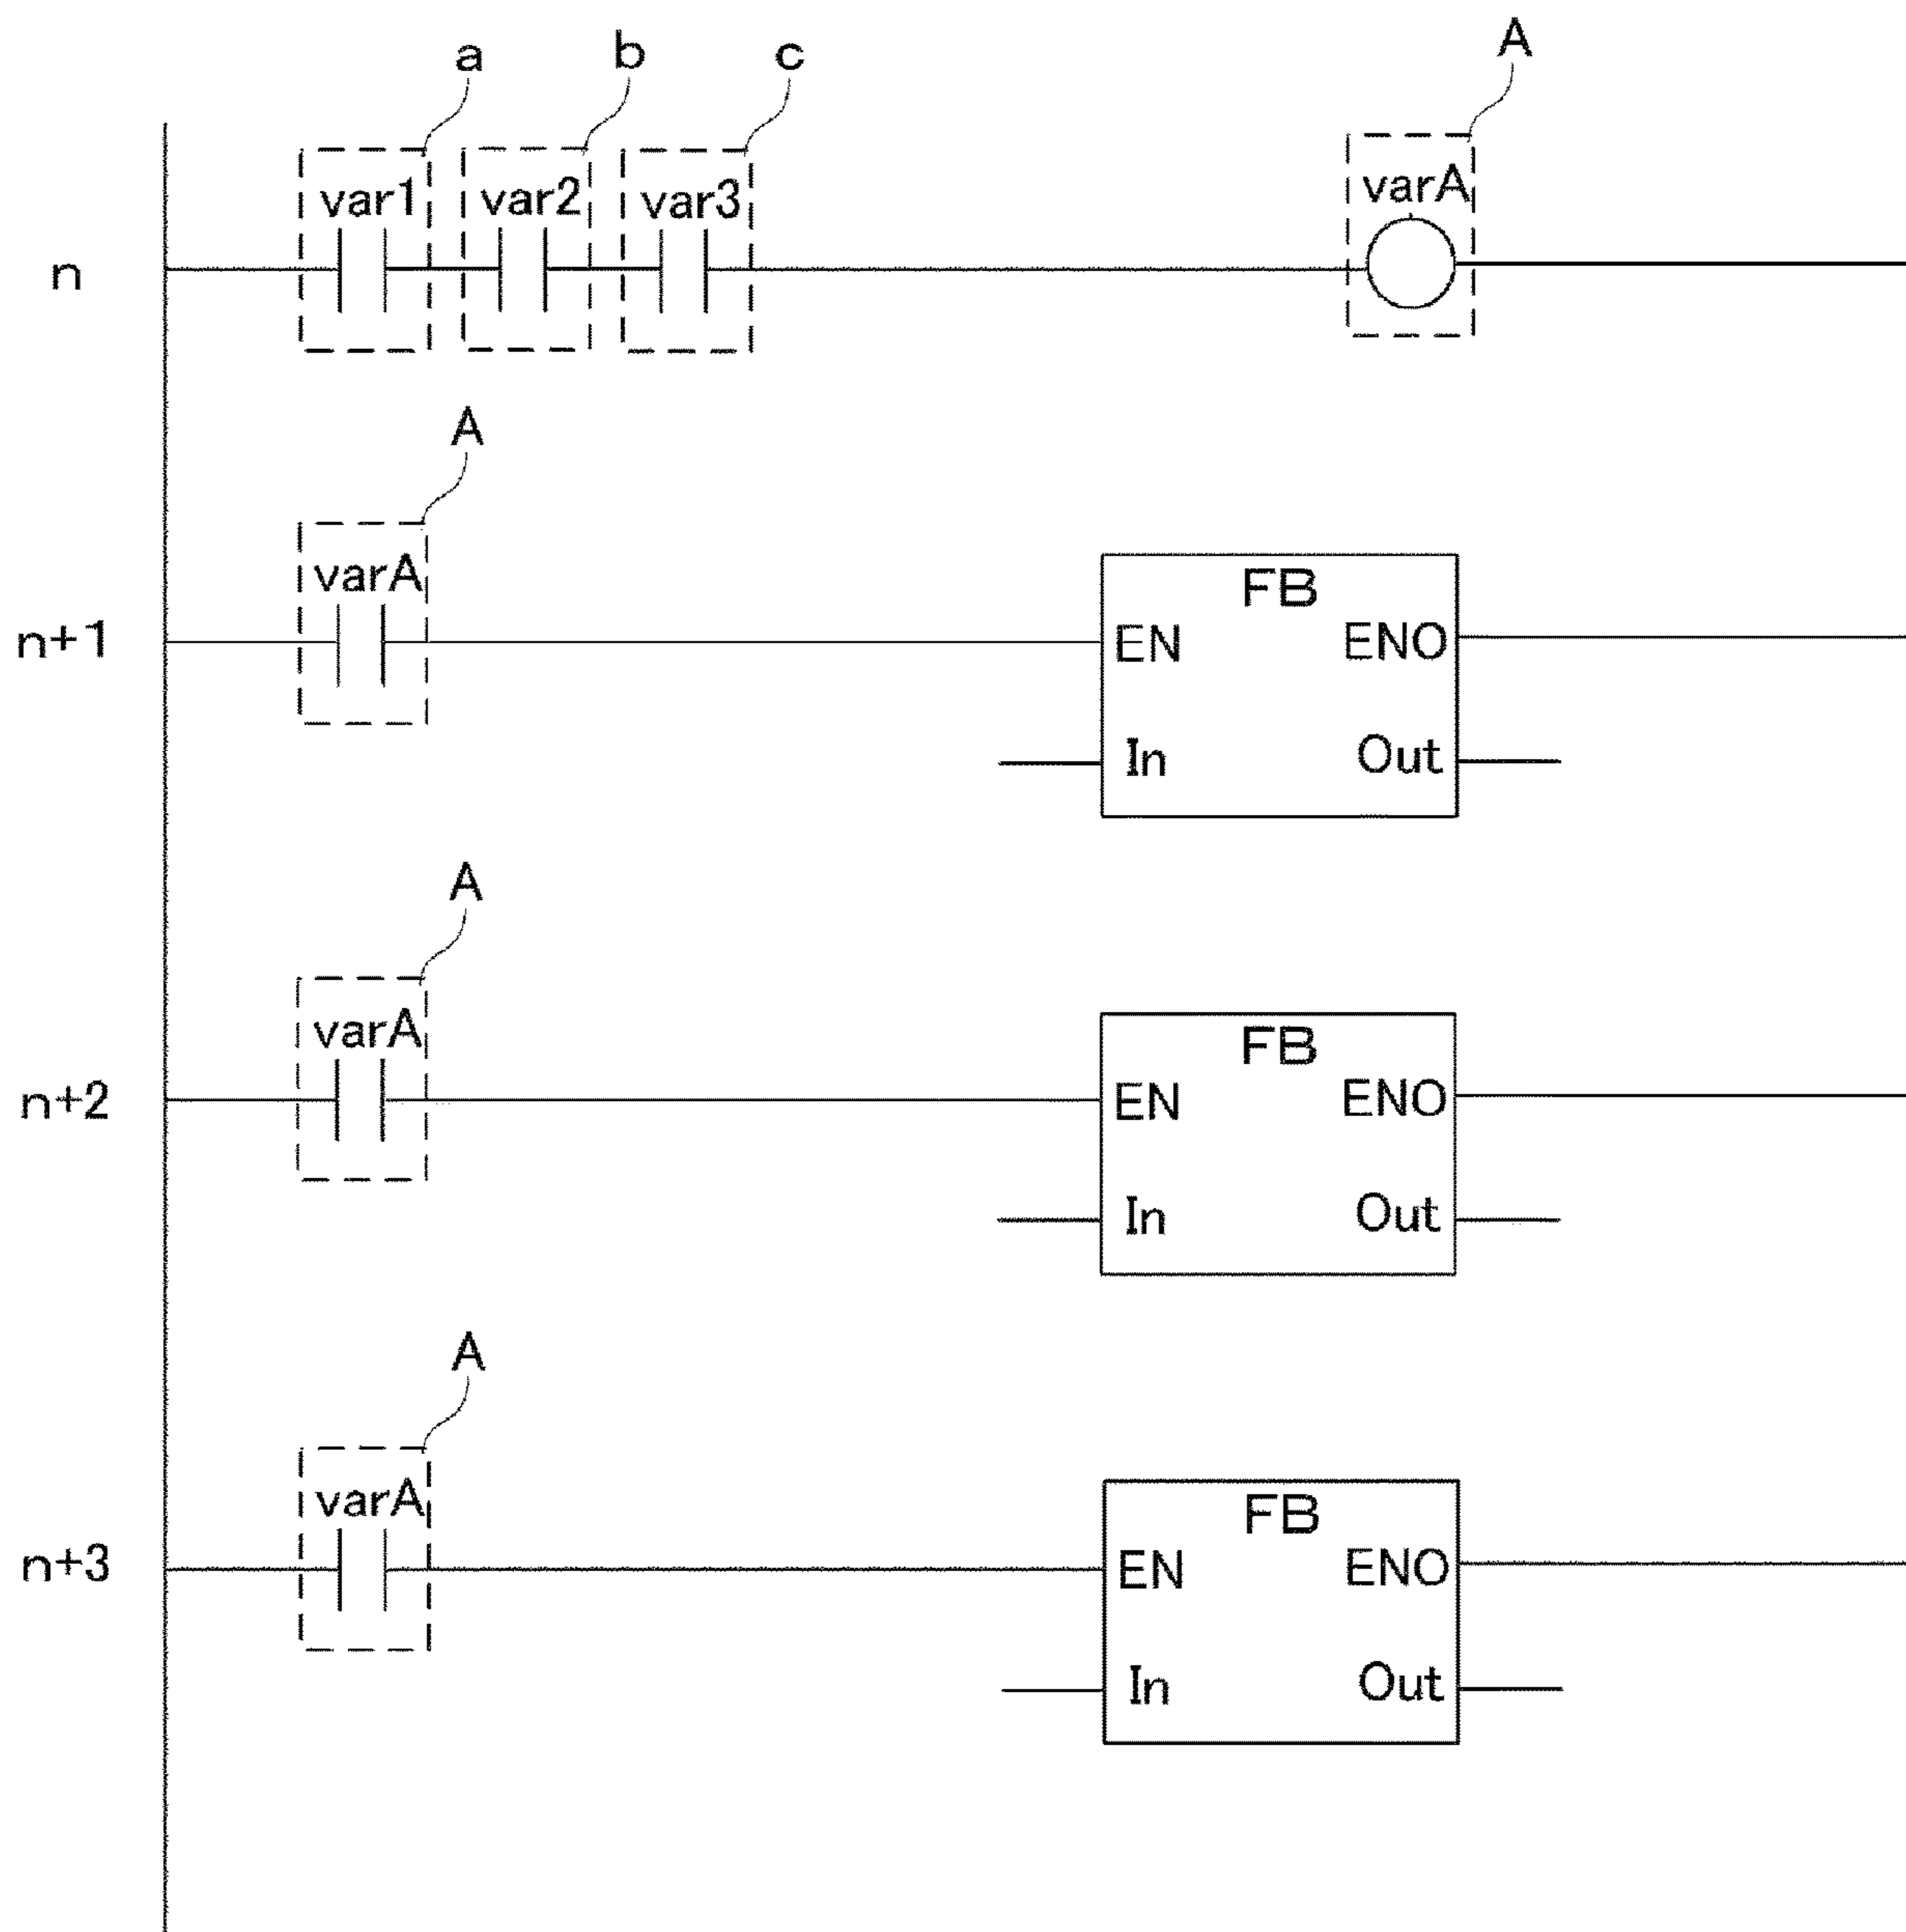 a b c A
var1 var2 var3 varA
n
A
varA
FB
n+1 EN ENO
In Out
A
varA
FB
n+2 EN ENO
In Out
A
varA
FB
n+3 EN ENO
In Out